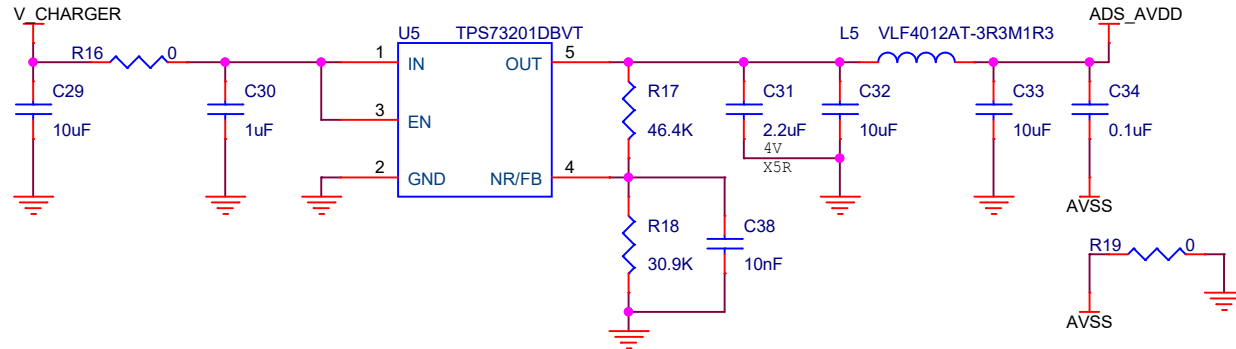 V_CHARGER
ADS_AVDD
U5 TPS73201DBVT
L5 VLF4012AT-3R3M1R3
R16 0
1 IN
OUT 5
C29
10uF
C30
1uF
3 EN
R17
46.4K
C31
2.2uF
4V
X5R
C32
10uF
C33
10uF
C34
0.1uF
2 GND
NR/FB 4
AVSS
R18
30.9K
C38
10nF
R19 0
AVSS